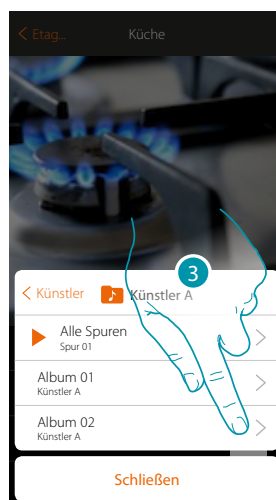 < Etag... Küche
3
< Künstler Künstler A
Alle Spuren
Spur 01
Album 01
Künstler A
Album 02
Künstler A
Schließen